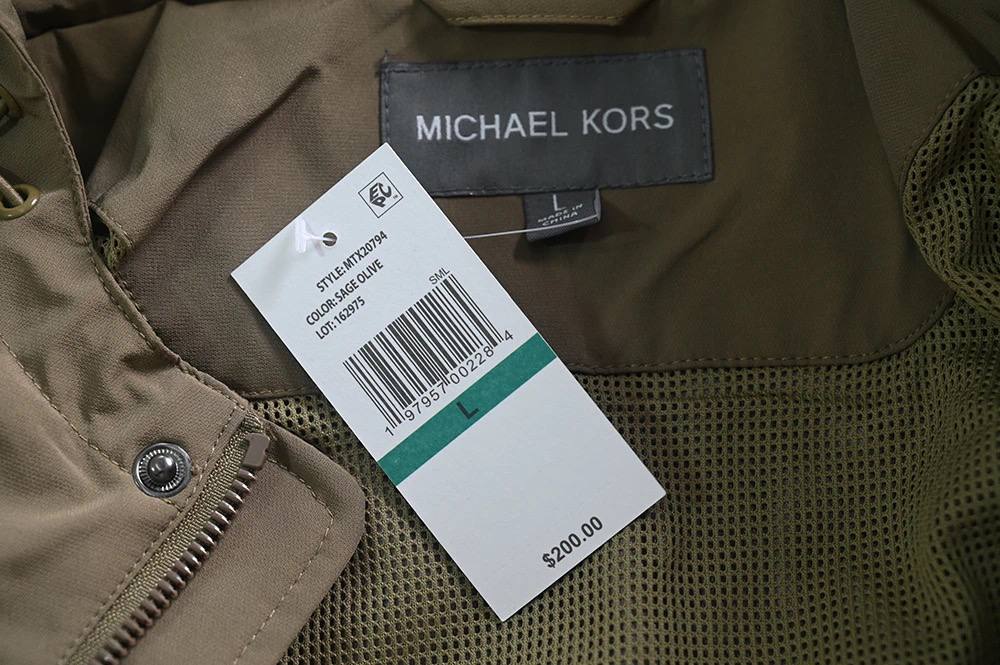 MICHAEL KORS
L
MADE IN
CHINA
EPC
STYLE: MTX20794
COLOR: SAGE OLIVE
LOT: 162975
SML
1 97957 00228 4
L
$200.00